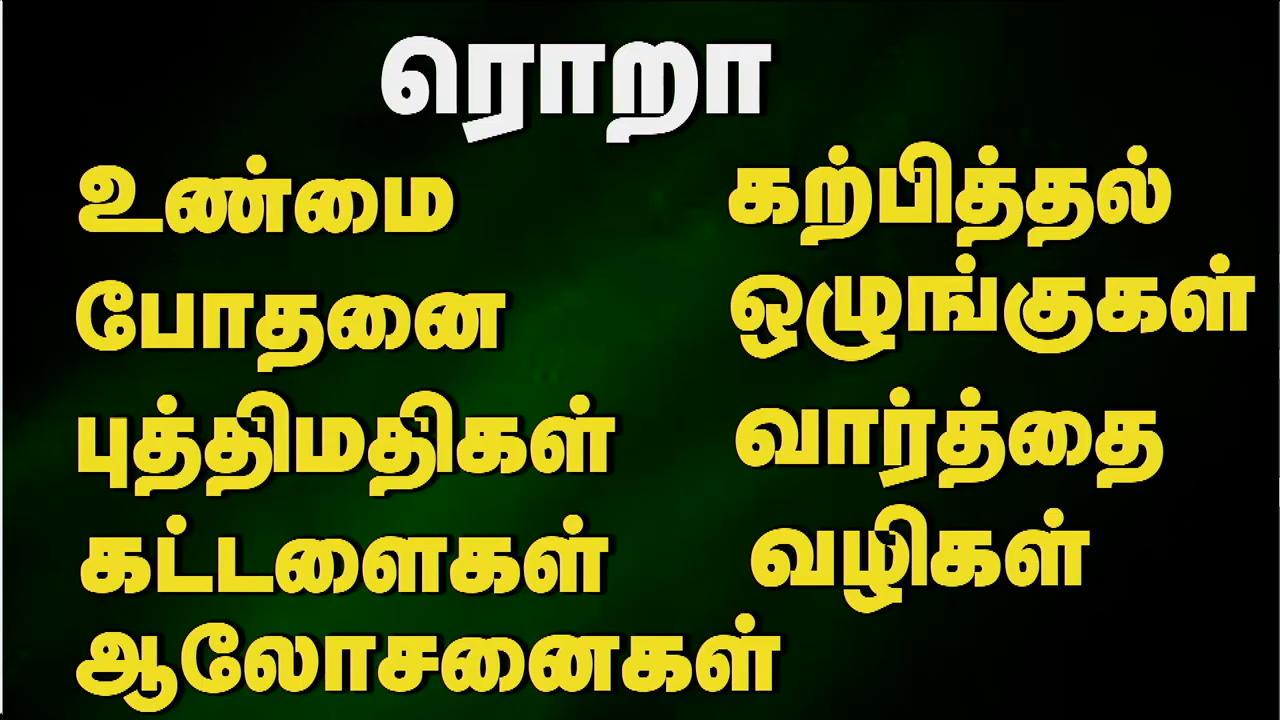 ரொறா
உண்மை
போதனை
புத்திமதிகள்
கட்டளைகள்
ஆலோசனைகள்
கற்பித்தல்
ஒழுங்குகள்
வார்த்தை
வழிகள்